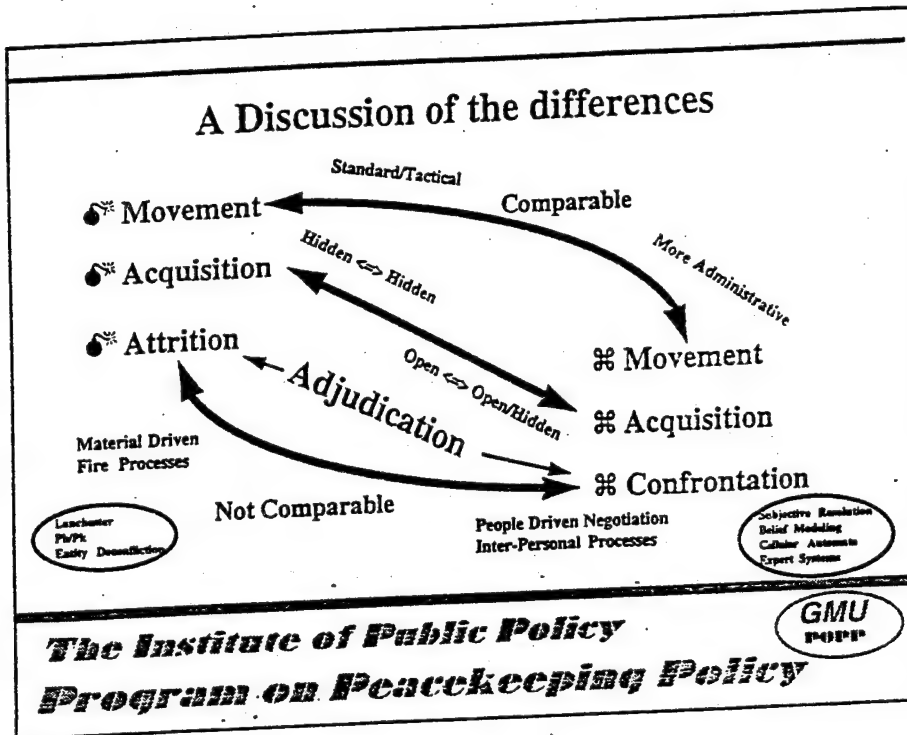 A Discussion of the differences
Standard/Tactical
Movement
Comparable
More Administrative
Hidden <=> Hidden
Acquisition
Open <=> Open/Hidden
Attrition
Adjudication
⌘ Movement
⌘ Acquisition
⌘ Confrontation
Material Driven
Fire Processes
Not Comparable
People Driven Negotiation
Inter-Personal Processes
Lanchester
Ph/Pk
Subjective Resolution
Belief Modeling
Cellular Automata
Expert Systems
The Institute of Public Policy
Program on Peacekeeping Policy
GMU
POPP